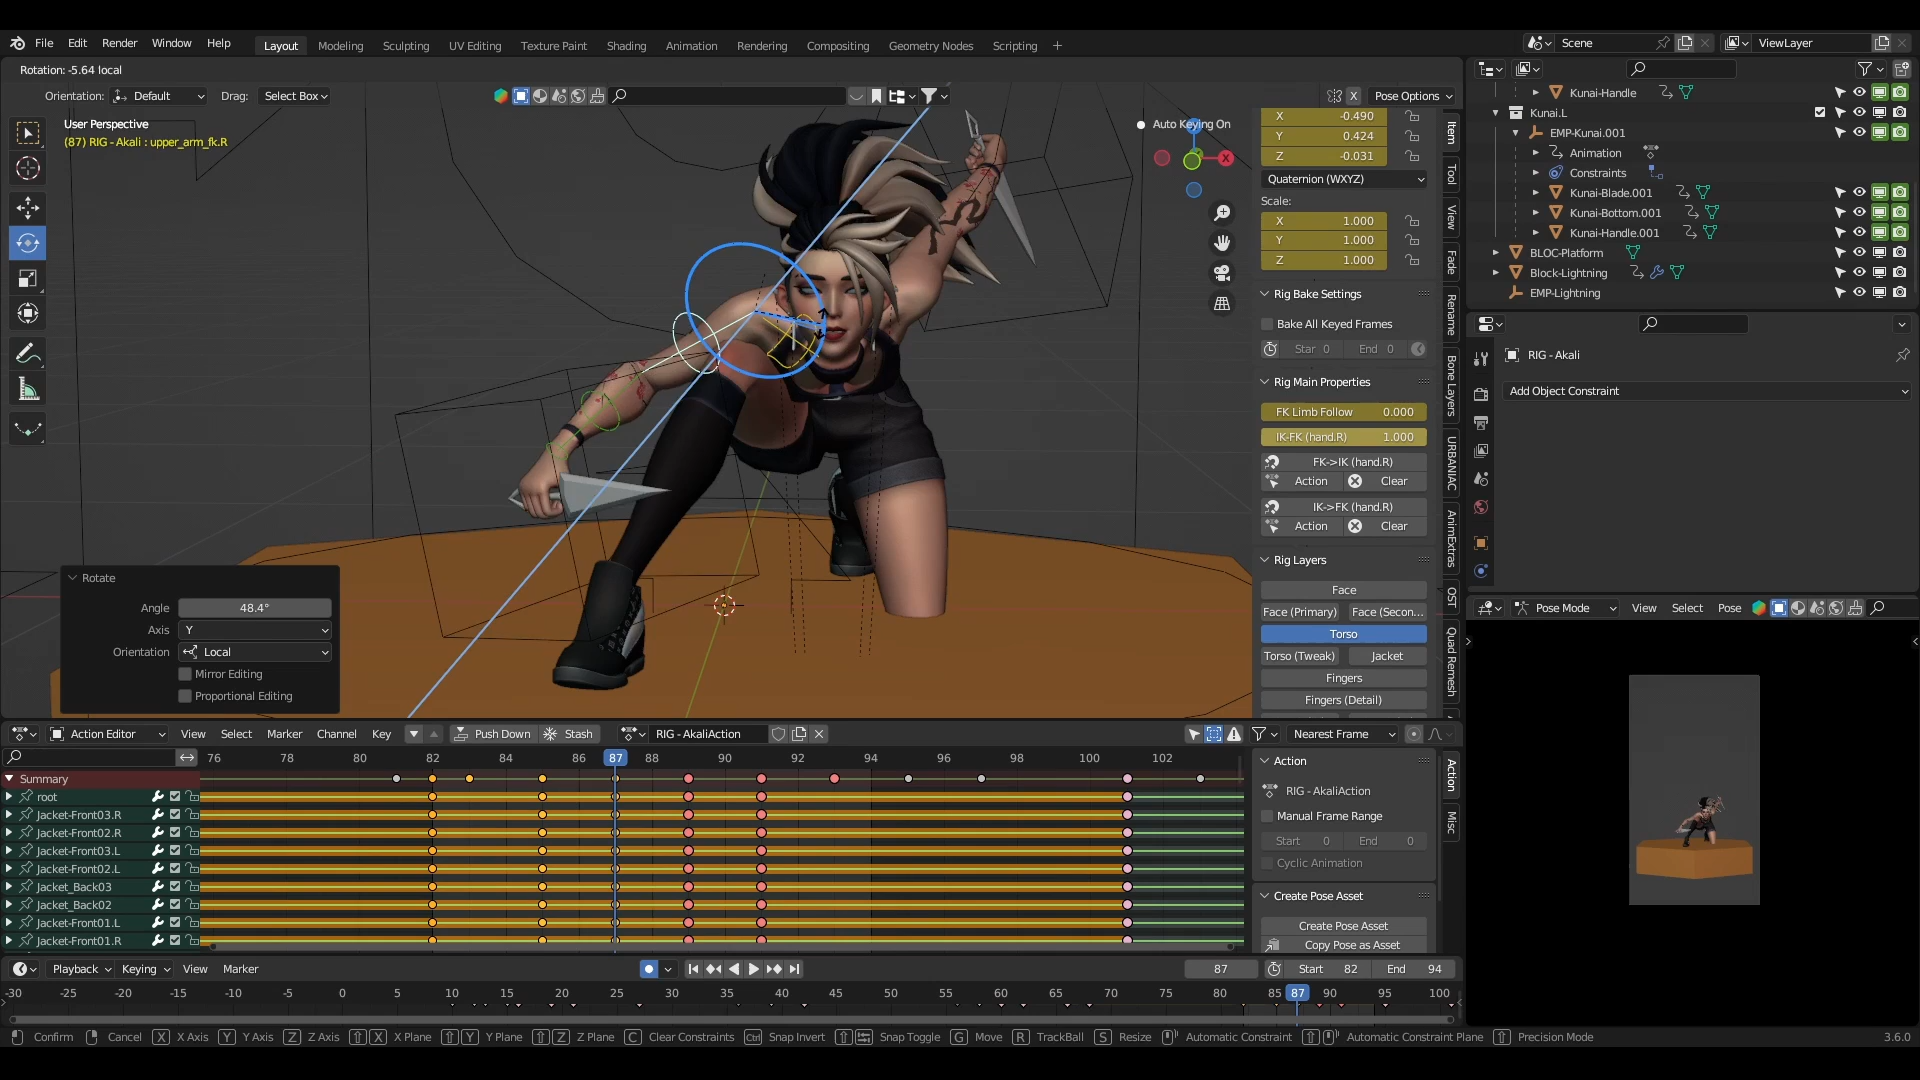 File Edit Render Window Help Layout Modeling Sculpting UV Editing Texture Paint Shading Animation Rendering Compositing Geometry Nodes Scripting + Scene ViewLayer
Rotation: -5.64 local
Orientation: Default Drag: Select Box X Pose Options
User Perspective
(87) RIG - Akali : upper_arm_fk.R
Auto Keying On
X
X -0.490
Y 0.424
Z -0.031
Quaternion (WXYZ)
Scale:
X 1.000
Y 1.000
Z 1.000
Rig Bake Settings
Bake All Keyed Frames
Star 0 End 0
Rig Main Properties
FK Limb Follow 0.000
IK-FK (hand.R) 1.000
FK->IK (hand.R)
Action Clear
IK->FK (hand.R)
Action Clear
Rig Layers
Face
Face (Primary) Face (Secon...
Torso
Torso (Tweak) Jacket
Fingers
Fingers (Detail)
Item
Tool
View
Fade
Rename
Bone Layers
URBANIAC
AnimExtras
OST
Quad Remesh
Kunai-Handle
Kunai.L
EMP-Kunai.001
Animation
Constraints
Kunai-Blade.001
Kunai-Bottom.001
Kunai-Handle.001
BLOC-Platform
Block-Lightning
EMP-Lightning
RIG - Akali
Add Object Constraint
Pose Mode View Select Pose
Rotate
Angle 48.4°
Axis Y
Orientation Local
Mirror Editing
Proportional Editing
Action Editor View Select Marker Channel Key Push Down Stash RIG - AkaliAction Nearest Frame
76 78 80 82 84 86 87 88 90 92 94 96 98 100 102
Summary
root
Jacket-Front03.R
Jacket-Front02.R
Jacket-Front03.L
Jacket-Front02.L
Jacket_Back03
Jacket_Back02
Jacket-Front01.L
Jacket-Front01.R
Action
RIG - AkaliAction
Manual Frame Range
Start 0 End 0
Cyclic Animation
Create Pose Asset
Create Pose Asset
Copy Pose as Asset
Action
Misc
Playback Keying View Marker 87 Start 82 End 94
-30 -25 -20 -15 -10 -5 0 5 10 15 20 25 30 35 40 45 50 55 60 65 70 75 80 85 87 90 95 100
Confirm Cancel X X Axis Y Y Axis Z Z Axis X X Plane Y Y Plane Z Z Plane C Clear Constraints Ctrl Snap Invert Snap Toggle G Move R TrackBall S Resize Automatic Constraint Automatic Constraint Plane Precision Mode 3.6.0